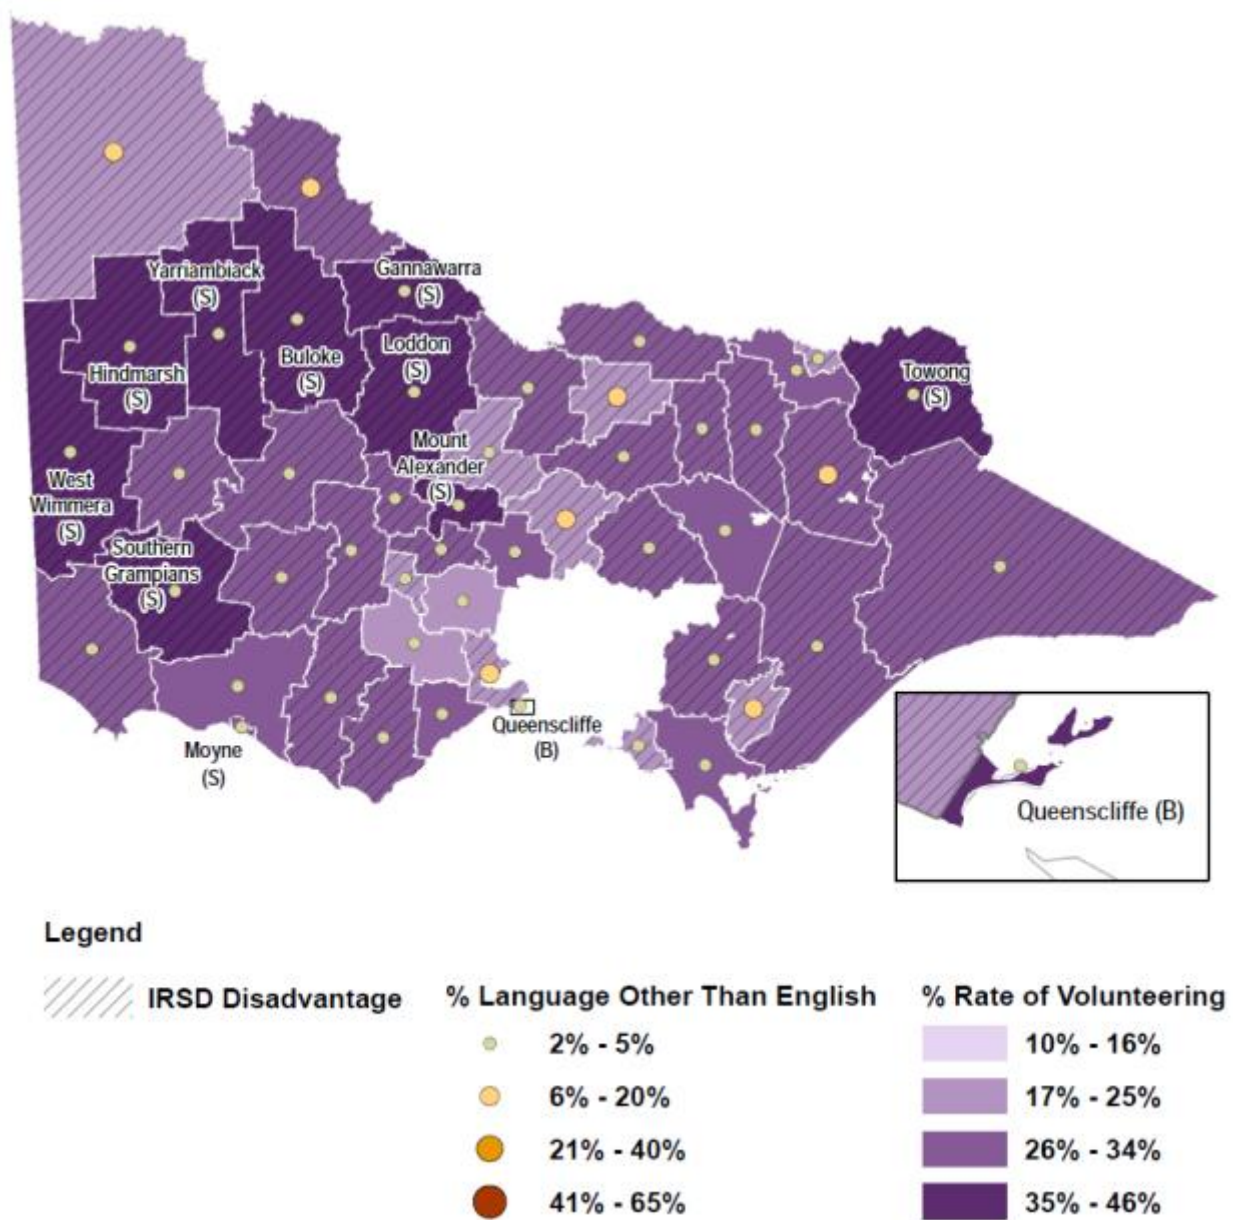 Yarriambiack
(S)
Gannawarra
(S)
Hindmarsh
(S)
Buloke
(S)
Loddon
(S)
Towong
(S)
Mount
Alexander
(S)
West
Wimmera
(S)
Southern
Grampians
(S)
Moyne
(S)
Queenscliffe
(B)
Queenscliffe (B)
Legend
IRSD Disadvantage
% Language Other Than English
2% - 5%
6% - 20%
21% - 40%
41% - 65%
% Rate of Volunteering
10% - 16%
17% - 25%
26% - 34%
35% - 46%